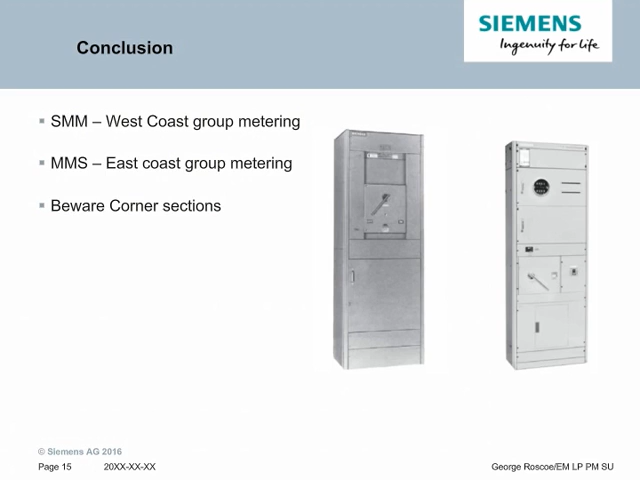 Conclusion
SIEMENS
Ingenuity for life
SMM – West Coast group metering
MMS – East coast group metering
Beware Corner sections
© Siemens AG 2016
Page 15 20XX-XX-XX George Roscoe/EM LP PM SU